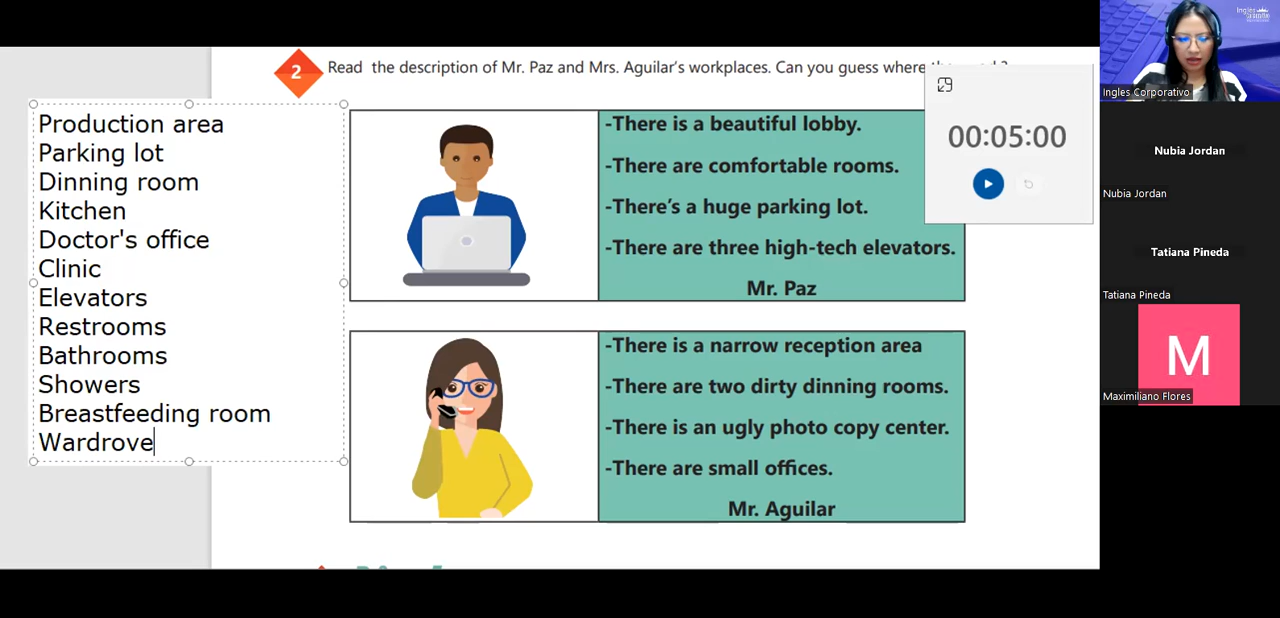 2
Read the description of Mr. Paz and Mrs. Aguilar's workplaces. Can you guess where
Production area
Parking lot
Dinning room
Kitchen
Doctor's office
Clinic
Elevators
Restrooms
Bathrooms
Showers
Breastfeeding room
Wardrove
-There is a beautiful lobby.
-There are comfortable rooms.
-There's a huge parking lot.
-There are three high-tech elevators.
Mr. Paz
-There is a narrow reception area
-There are two dirty dinning rooms.
-There is an ugly photo copy center.
-There are small offices.
Mr. Aguilar
00:05:00
Ingles Corporativo
Nubia Jordan
Nubia Jordan
Tatiana Pineda
Tatiana Pineda
M
Maximiliano Flores